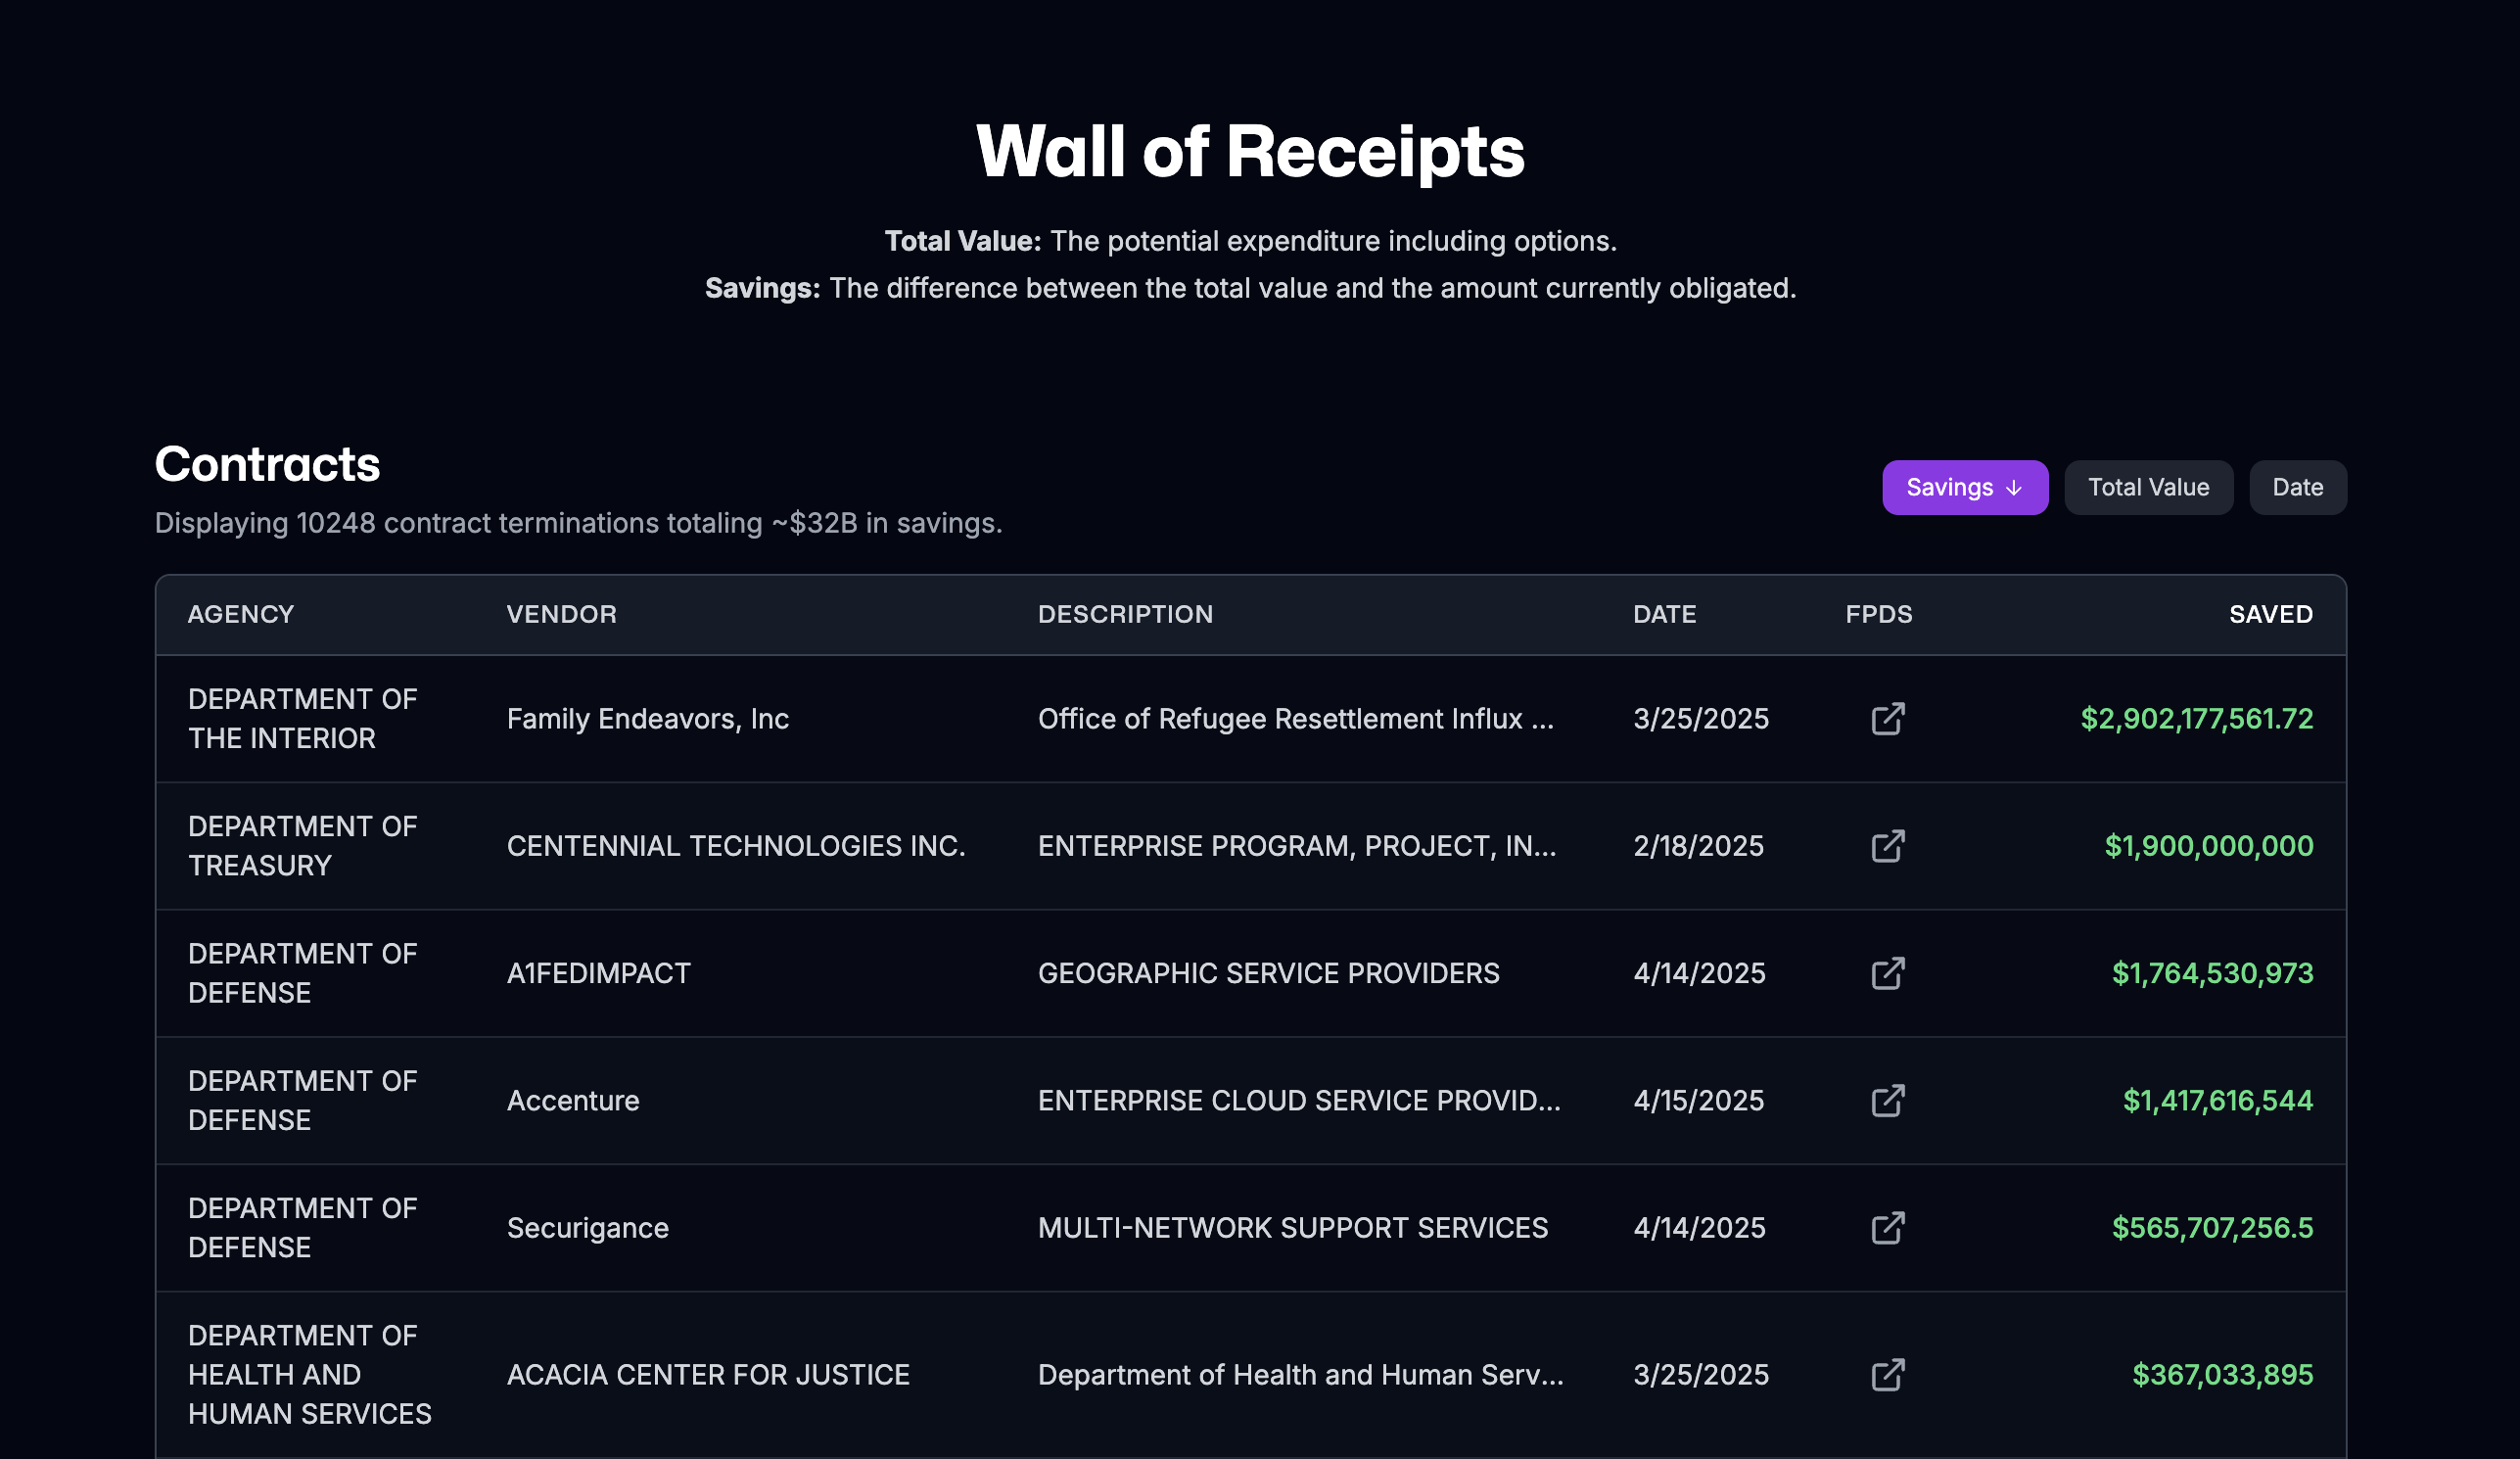 Wall of Receipts
Total Value: The potential expenditure including options.
Savings: The difference between the total value and the amount currently obligated.
Contracts
Displaying 10248 contract terminations totaling ~$32B in savings.
Savings ↓ Total Value Date
AGENCY VENDOR DESCRIPTION DATE FPDS SAVED
DEPARTMENT OF
THE INTERIOR
Family Endeavors, Inc Office of Refugee Resettlement Influx ... 3/25/2025 $2,902,177,561.72
DEPARTMENT OF
TREASURY
CENTENNIAL TECHNOLOGIES INC. ENTERPRISE PROGRAM, PROJECT, IN... 2/18/2025 $1,900,000,000
DEPARTMENT OF
DEFENSE
A1FEDIMPACT GEOGRAPHIC SERVICE PROVIDERS 4/14/2025 $1,764,530,973
DEPARTMENT OF
DEFENSE
Accenture ENTERPRISE CLOUD SERVICE PROVID... 4/15/2025 $1,417,616,544
DEPARTMENT OF
DEFENSE
Securigance MULTI-NETWORK SUPPORT SERVICES 4/14/2025 $565,707,256.5
DEPARTMENT OF
HEALTH AND
HUMAN SERVICES
ACACIA CENTER FOR JUSTICE Department of Health and Human Serv... 3/25/2025 $367,033,895